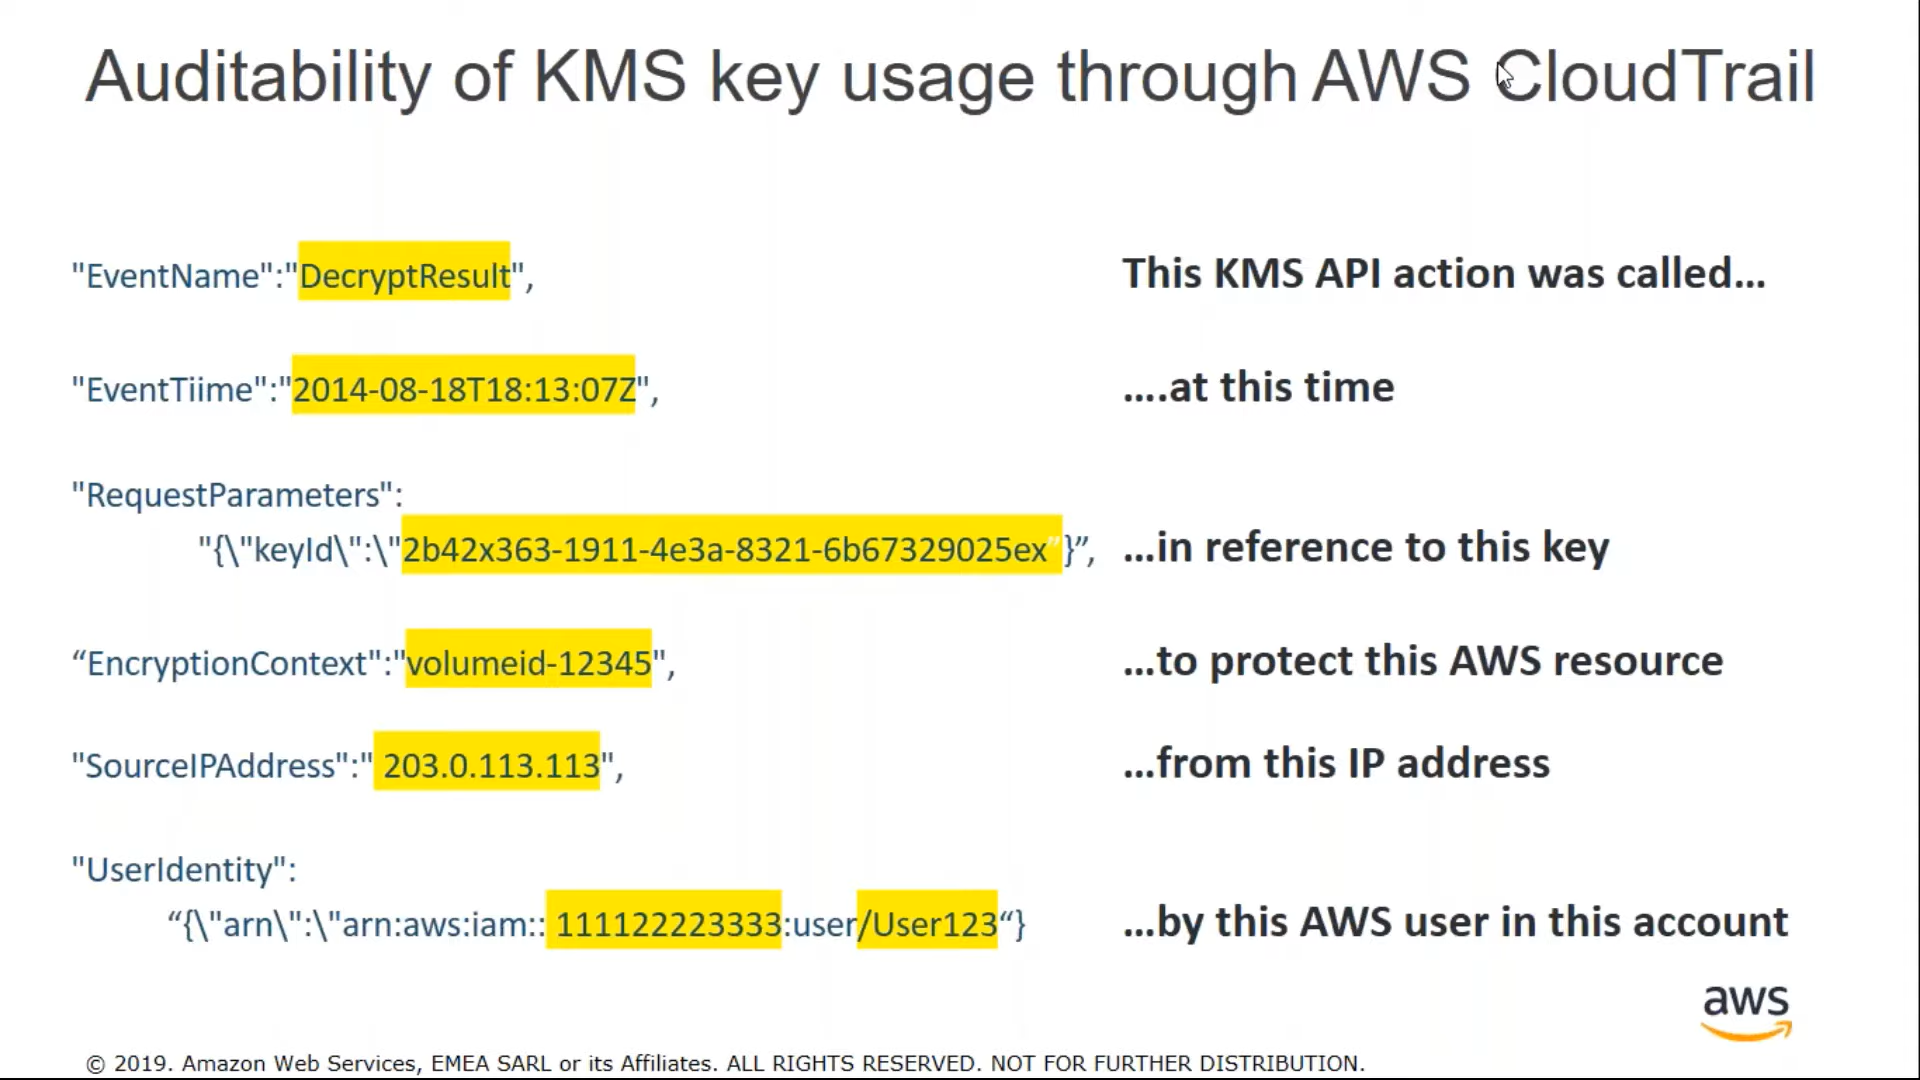 Auditability of KMS key usage through AWS CloudTrail
"EventName":"DecryptResult", This KMS API action was called…
"EventTiime":"2014-08-18T18:13:07Z", ….at this time
"RequestParameters":
"{\"keyId\":\"2b42x363-1911-4e3a-8321-6b67329025ex”}”, …in reference to this key
“EncryptionContext":"volumeid-12345", …to protect this AWS resource
"SourceIPAddress":" 203.0.113.113", …from this IP address
"UserIdentity":
“{\"arn\":\"arn:aws:iam:: 111122223333:user/User123“} …by this AWS user in this account
aws
© 2019. Amazon Web Services, EMEA SARL or its Affiliates. ALL RIGHTS RESERVED. NOT FOR FURTHER DISTRIBUTION.